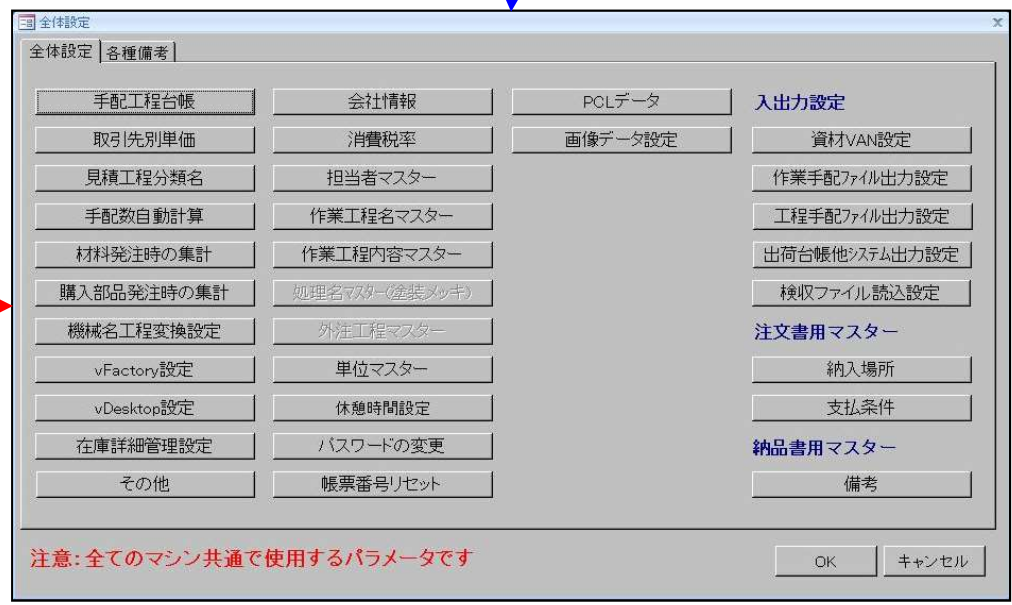 全体設定
全体設定 各種備考
手配工程台帳
取引先別単価
見積工程分類名
手配数自動計算
材料発注時の集計
購入部品発注時の集計
機械名工程変換設定
vFactory設定
vDesktop設定
在庫詳細管理設定
その他
会社情報
消費税率
担当者マスター
作業工程名マスター
作業工程内容マスター
処理名マスター(塗装メッキ)
外注工程マスター
単位マスター
休憩時間設定
パスワードの変更
帳票番号リセット
PCLデータ
画像データ設定
入出力設定
資材VAN設定
作業手配ファイル出力設定
工程手配ファイル出力設定
出荷台帳他システム出力設定
検収ファイル読込設定
注文書用マスター
納入場所
支払条件
納品書用マスター
備考
注意:全てのマシン共通で使用するパラメータです
OK キャンセル